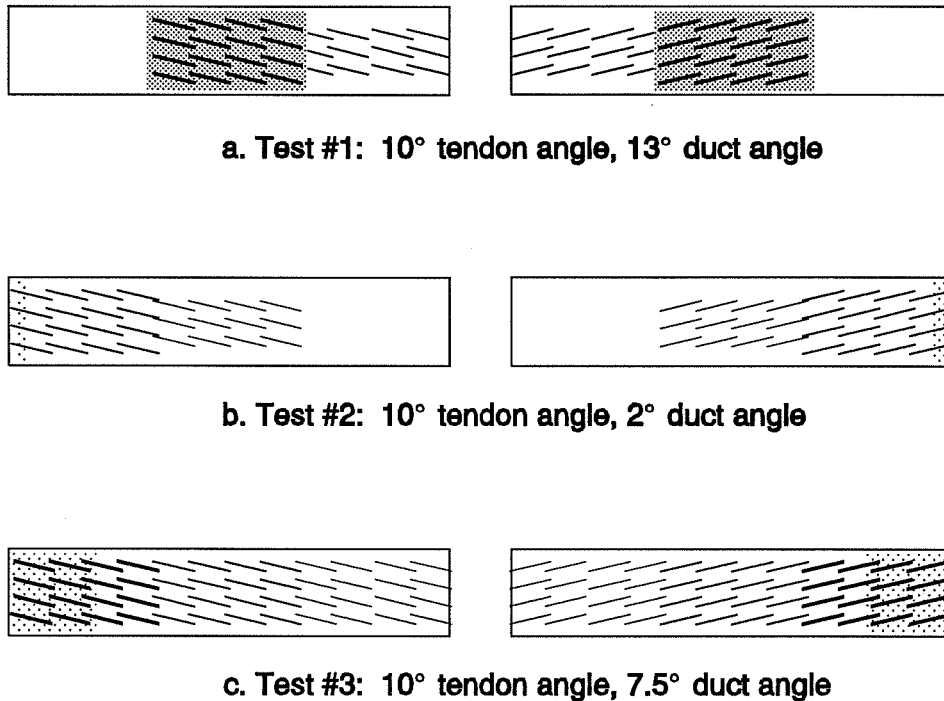 a. Test #1: 10° tendon angle, 13° duct angle
b. Test #2: 10° tendon angle, 2° duct angle
c. Test #3: 10° tendon angle, 7.5° duct angle